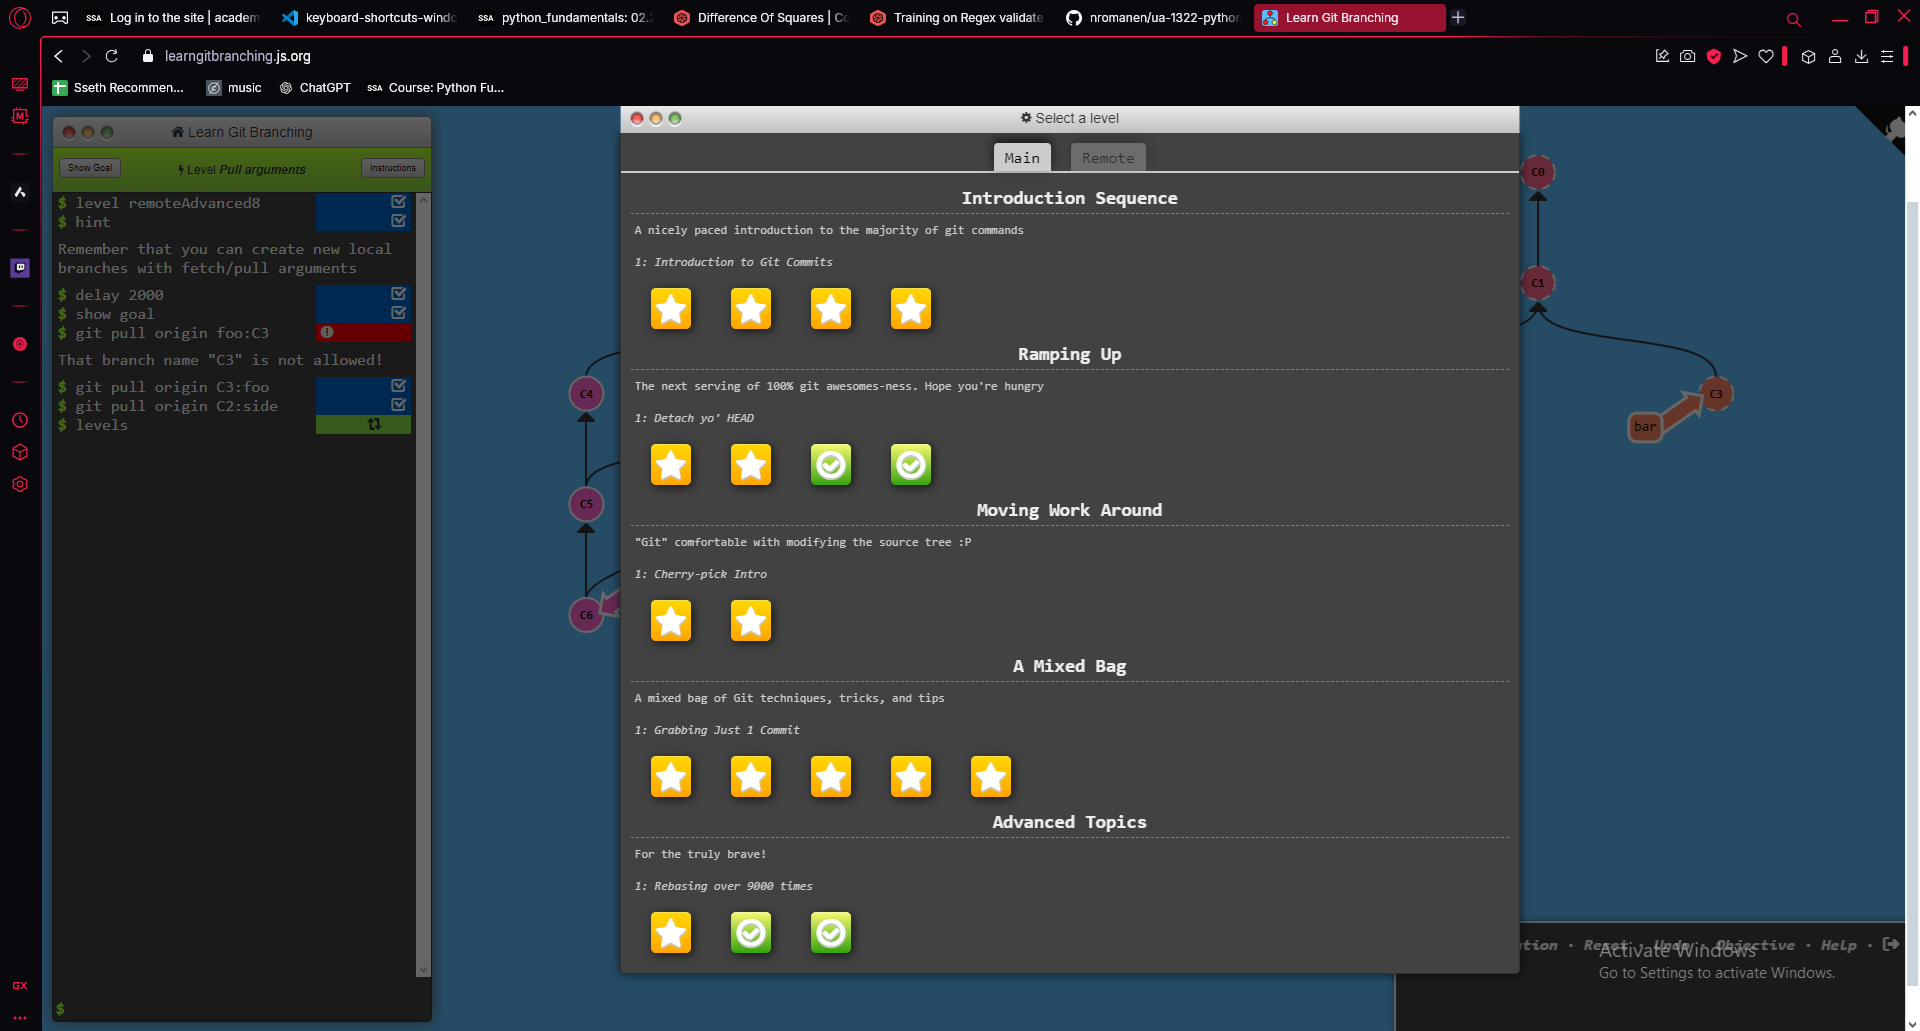 Log in to the site | academ
keyboard-shortcuts-windo
python_fundamentals: 02.
Difference Of Squares | Co
Training on Regex validate
nromanen/ua-1322-python
Learn Git Branching
learngitbranching.js.org
Sseth Recommen...
music
ChatGPT
SSA
Course: Python Fu...
Learn Git Branching
Show Goal
Level Pull arguments
Instructions
$ level remoteAdvanced8
$ hint
Remember that you can create new local
branches with fetch/pull arguments
$ delay 2000
$ show goal
$ git pull origin foo:C3
That branch name "C3" is not allowed!
$ git pull origin C3:foo
$ git pull origin C2:side
$ levels
$
Select a level
Main
Remote
Introduction Sequence
A nicely paced introduction to the majority of git commands
1: Introduction to Git Commits
Ramping Up
The next serving of 100% git awesomes-ness. Hope you're hungry
1: Detach yo' HEAD
Moving Work Around
"Git" comfortable with modifying the source tree :P
1: Cherry-pick Intro
A Mixed Bag
A mixed bag of Git techniques, tricks, and tips
1: Grabbing Just 1 Commit
Advanced Topics
For the truly brave!
1: Rebasing over 9000 times
C4
C5
C6
C0
C1
C3
bar
ution · Reset · Undo · Objective · Help ·
Activate Windows
Go to Settings to activate Windows.
GX